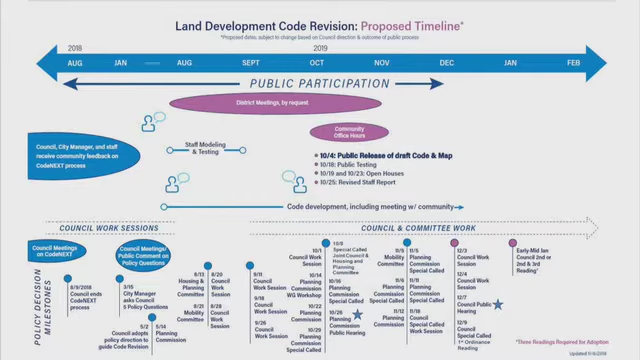 Land Development Code Revision: Proposed Timeline*
*Proposed dates, subject to change based on Council direction & outcome of public process
2018
2019
AUG
JAN
AUG
SEPT
OCT
NOV
DEC
JAN
FEB
PUBLIC PARTICIPATION
District Meetings, by request
Community
Office Hours
Council, City Manager, and staff
receive community feedback on
CodeNEXT process
Staff Modeling
& Testing
• 10/4: Public Release of draft Code & Map
• 10/18: Public Testing
• 10/19 and 10/23: Open Houses
• 10/25: Revised Staff Report
Code development, including meeting w/ community
COUNCIL WORK SESSIONS
COUNCIL & COMMITTEE WORK
POLICY DECISION
MILESTONES
Council Meetings
on CodeNEXT
Council Meetings/
Public Comment on
Policy Questions
8/9/2018
Council ends
CodeNEXT
process
3/15
City Manager
asks Council
5 Policy Questions
5/2
Council adopts
policy direction to
guide Code Revision
5/14
Planning
Commission
8/13
Housing &
Planning
Committee
8/21
Mobility
Committee
8/20
Council
Work
Session
8/28
Council
Work
Session
9/11
Council Work
Session
9/18
Council Work
Session
9/26
Council Work
Session
10/1
Council Work
Session
10/14
Planning
Commission
WG Workshop
10/22
Planning
Commission
10/29
Planning
Commission
Special Called
10/8
Special Called
Joint Council &
Housing and
Planning
Committee
10/16
Planning
Commission
Special Called
10/26
Planning
Commission
Public Hearing
11/6
Mobility
Committee
11/6
Planning
Commission
Special Called
11/12
Planning
Commission
Special Called
11/5
Planning
Commission
Special Called
11/8
Planning
Commission
Special Called
11/18
Council Work
Session
12/3
Council Work
Session
12/4
Council Work
Session
12/7
Council Public
Hearing
12/9
Council
Special Called
1st Ordinance
Reading
Early-Mid Jan
Council 2nd or
2nd & 3rd
Reading*
*Three Readings Required for Adoption